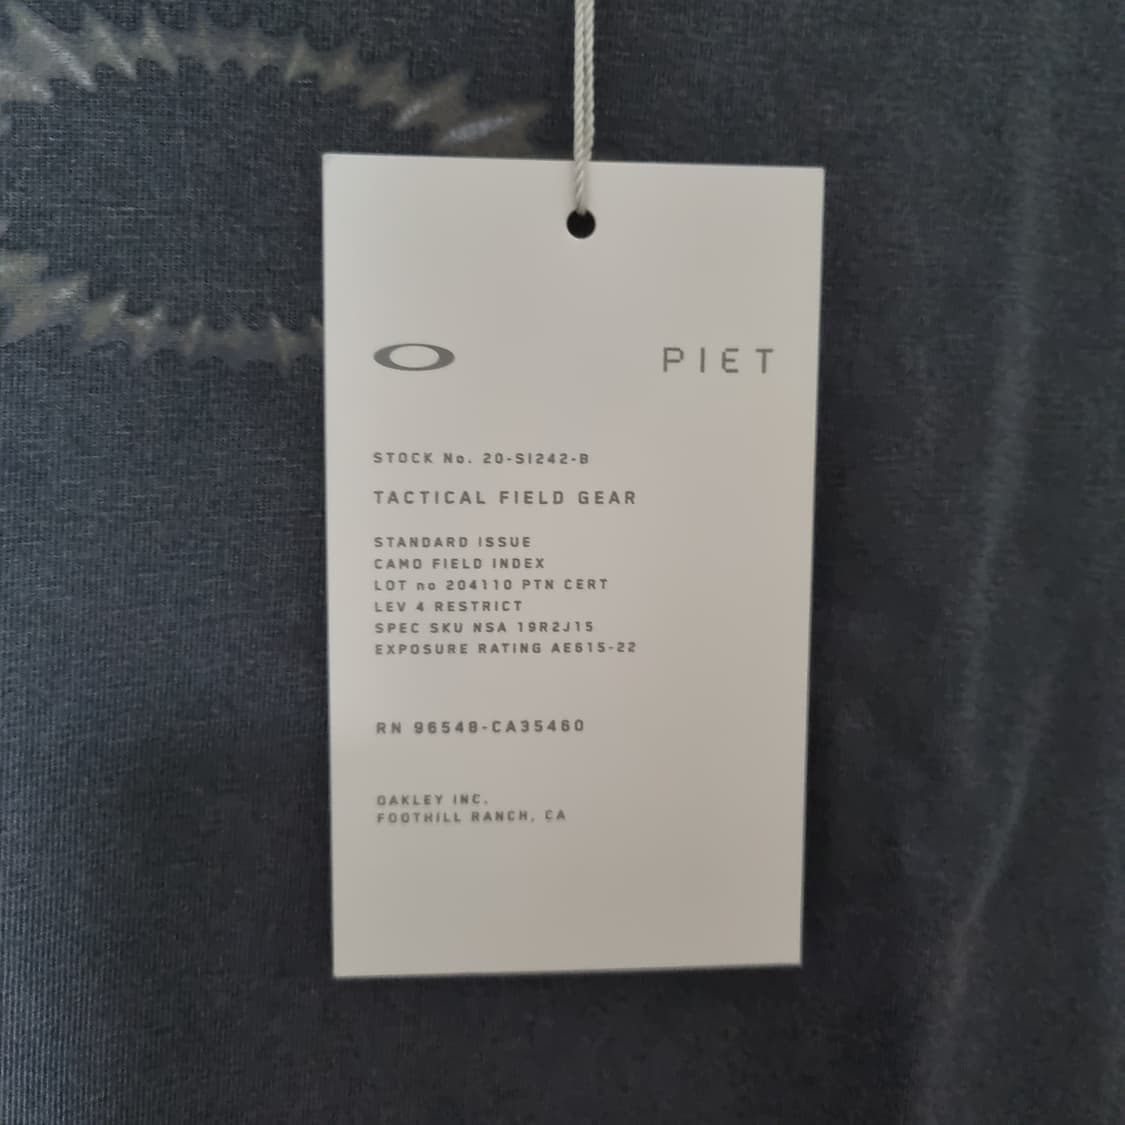 PIET
STOCK No. 20-SI242-B
TACTICAL FIELD GEAR
STANDARD ISSUE
CAMO FIELD INDEX
LOT no 204110 PTN CERT
LEV 4 RESTRICT
SPEC SKU NSA 19R2J15
EXPOSURE RATING AE615-22
RN 96548-CA35460
OAKLEY INC.
FOOTHILL RANCH, CA